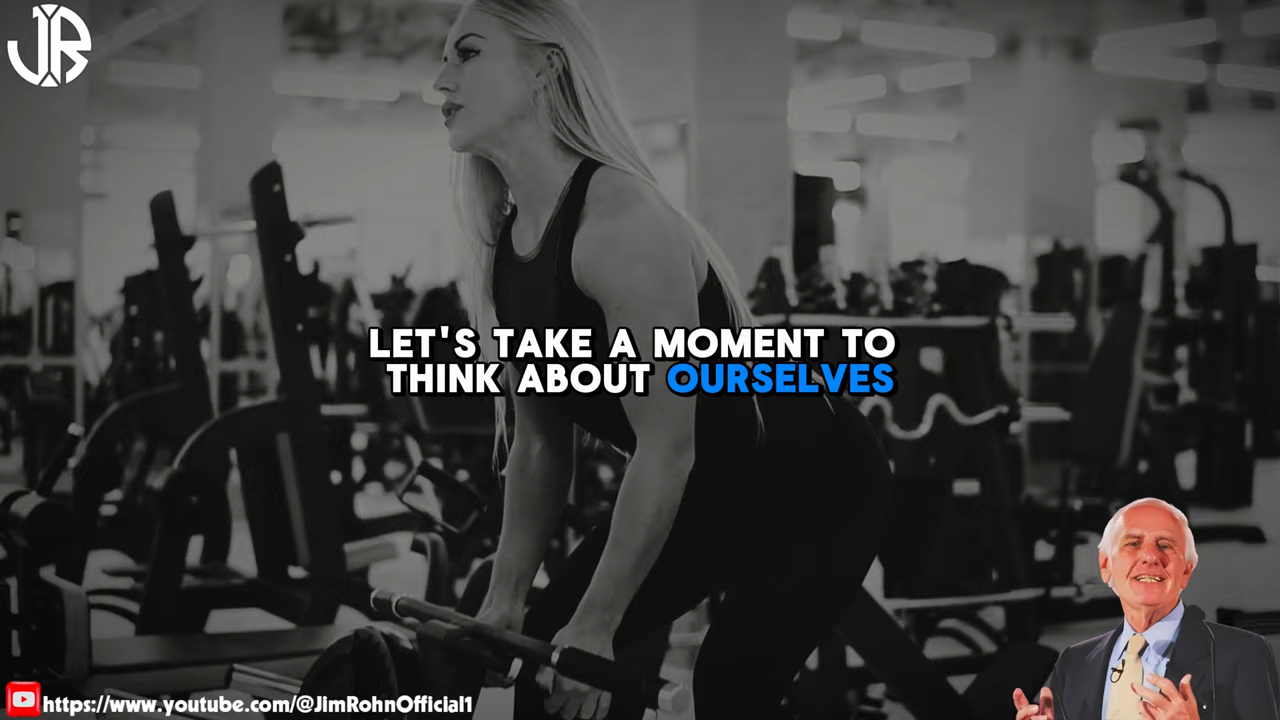 JR
LET'S TAKE A MOMENT TO
THINK ABOUT OURSELVES
https://www.youtube.com/@JimRohnOfficial1